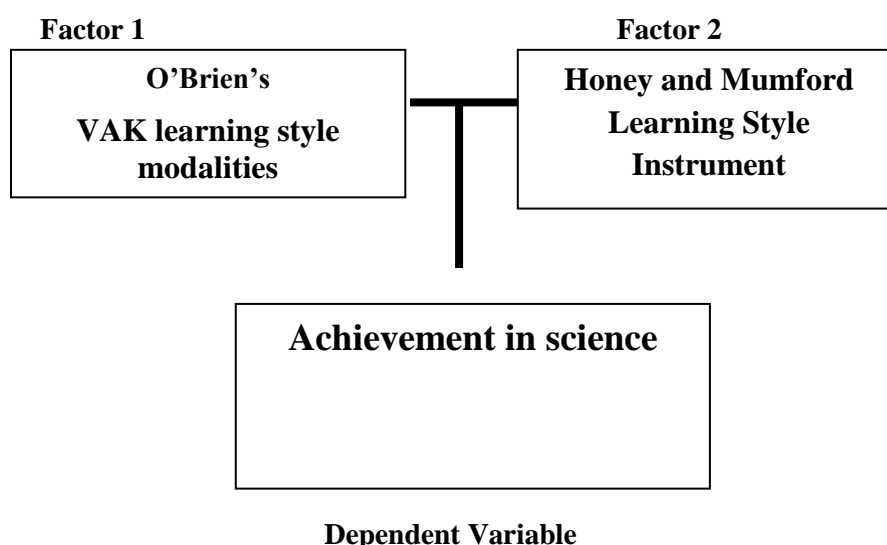 Factor 1
Factor 2
O’Brien’s
VAK learning style
modalities
Honey and Mumford
Learning Style
Instrument
Achievement in science
Dependent Variable